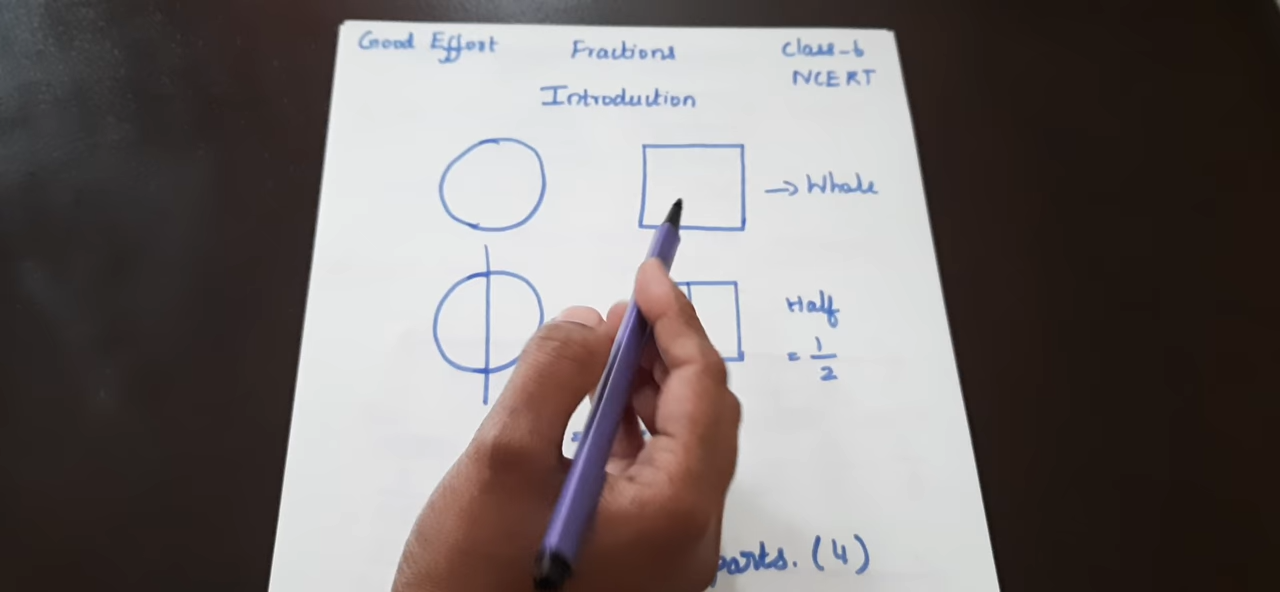 Good Effort Fractions Class-6
NCERT
Introduction
→ Whole
Half
= 1/2
=
parts. (4)